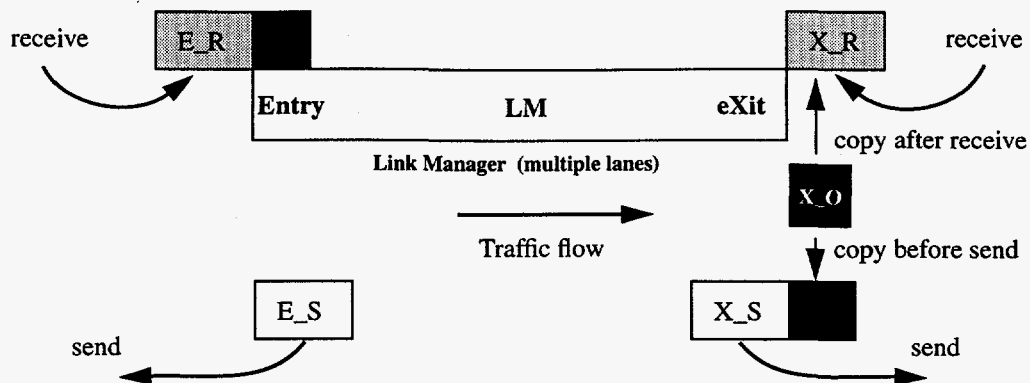 receive
E_R
X_R
receive
Entry
LM
eXit
copy after receive
Link Manager (multiple lanes)
X_O
Traffic flow
copy before send
E_S
X_S
send
send